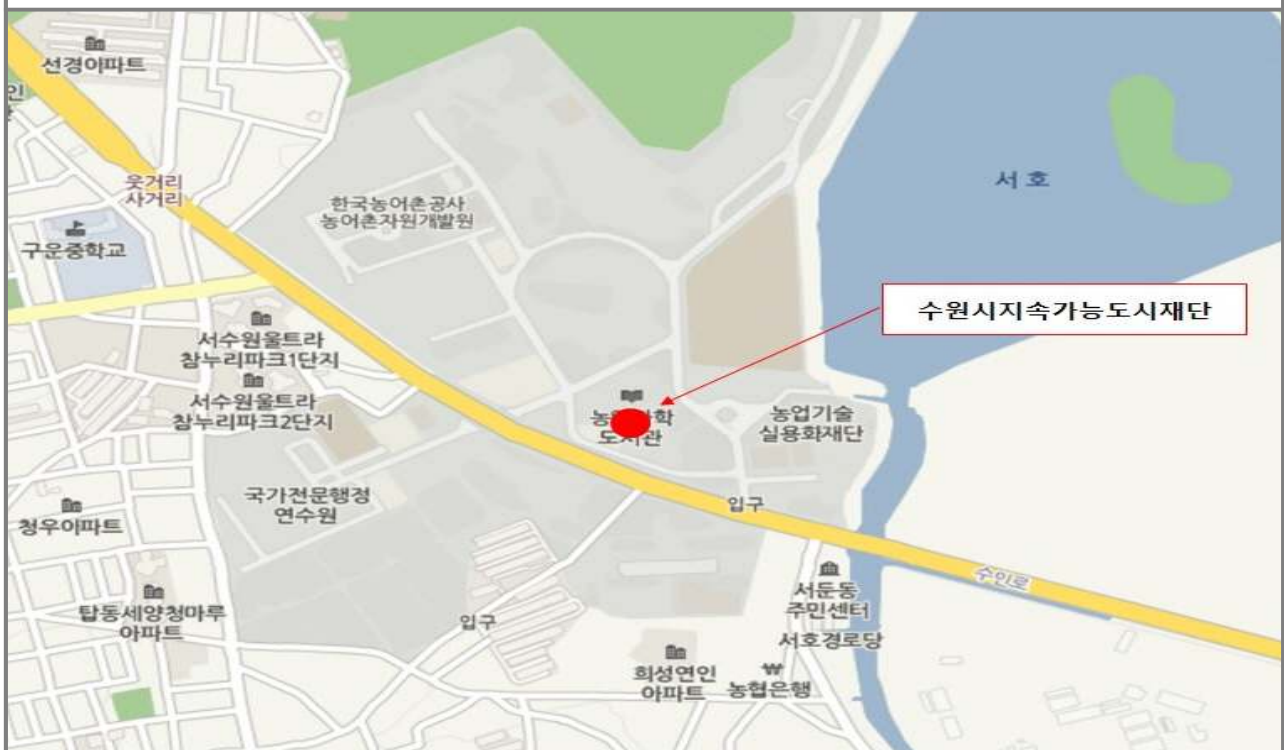 선경아파트
인
웃거리
사거리
한국농어촌공사
농어촌자원개발원
서호
구운중학교
수원시지속가능도시재단
서수원울트라
참누리파크1단지
서수원울트라
참누리파크2단지
도서관
농업기술
실용화재단
국가전문행정
연수원
입구
청우아파트
수인로
서둔동
주민센터
탑동세양청마루
아파트
입구
서호경로당
희성연인
아파트
농협은행